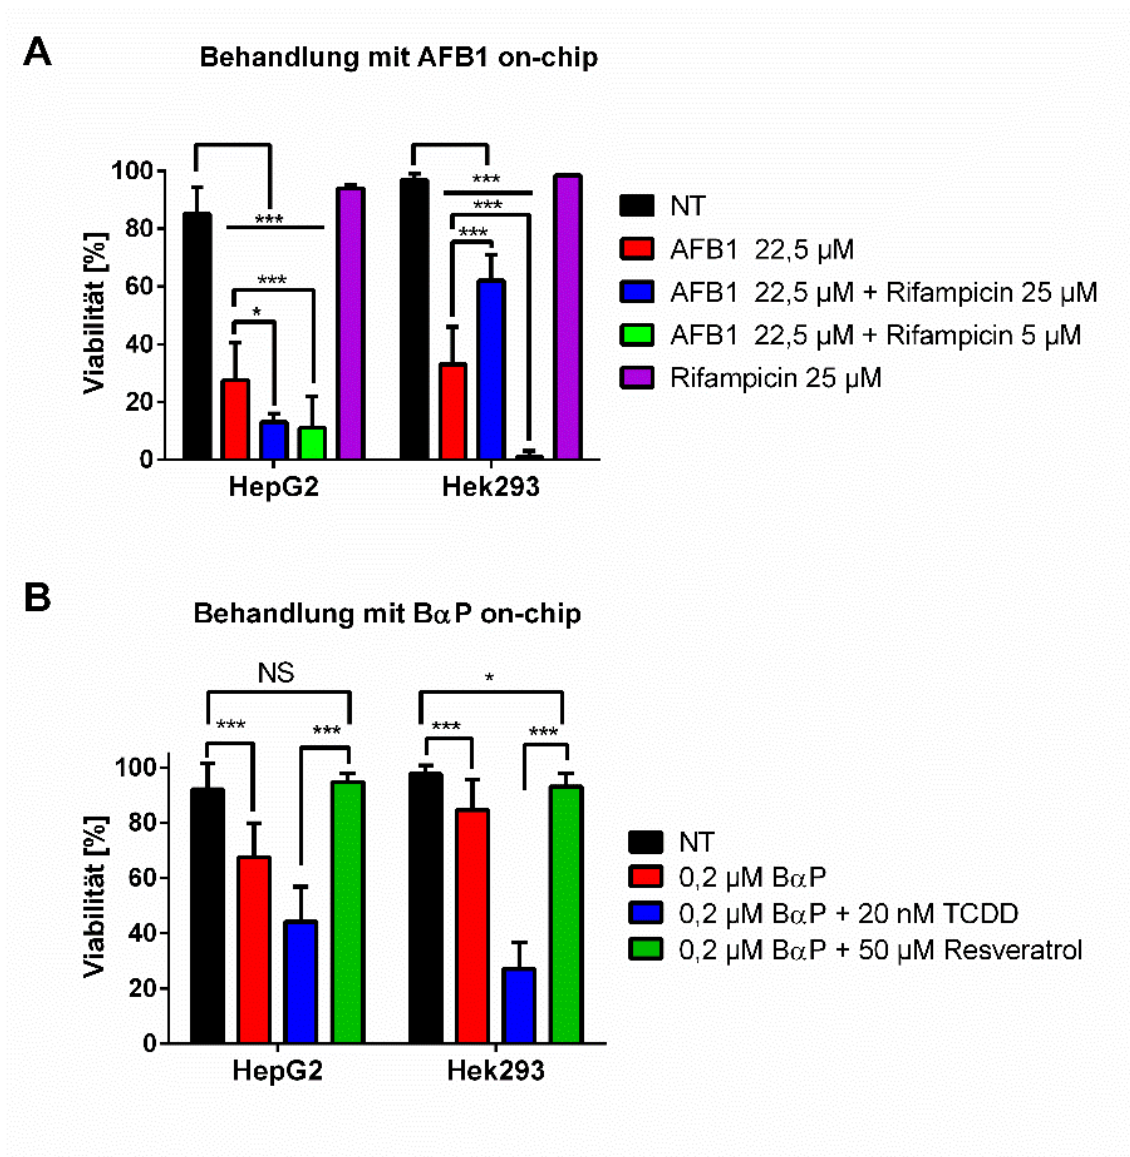 A
Behandlung mit AFB1 on-chip
Viabilität [%]
100
80
60
40
20
0
***
***
*
***
***
***
HepG2
Hek293
NT
AFB1 22,5 µM
AFB1 22,5 µM + Rifampicin 25 µM
AFB1 22,5 µM + Rifampicin 5 µM
Rifampicin 25 µM
B
Behandlung mit BαP on-chip
Viabilität [%]
100
80
60
40
20
0
NS
***
***
*
***
***
HepG2
Hek293
NT
0,2 µM BαP
0,2 µM BαP + 20 nM TCDD
0,2 µM BαP + 50 µM Resveratrol